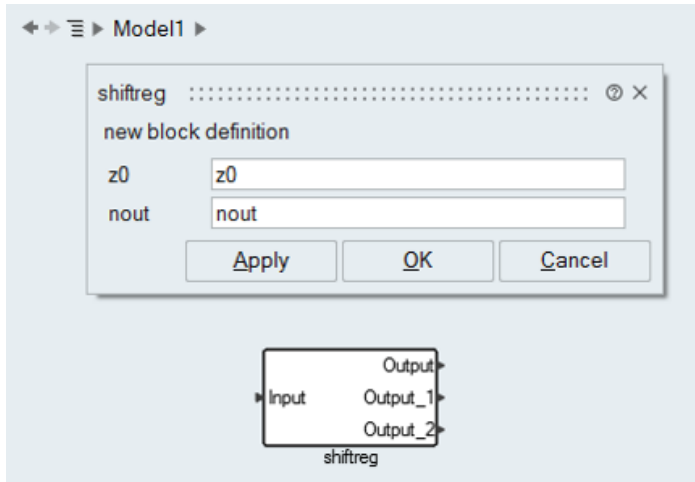 Model1
shiftreg
new block definition
z0 z0
nout nout
Apply OK Cancel
Output
Input Output_1
Output_2
shiftreg